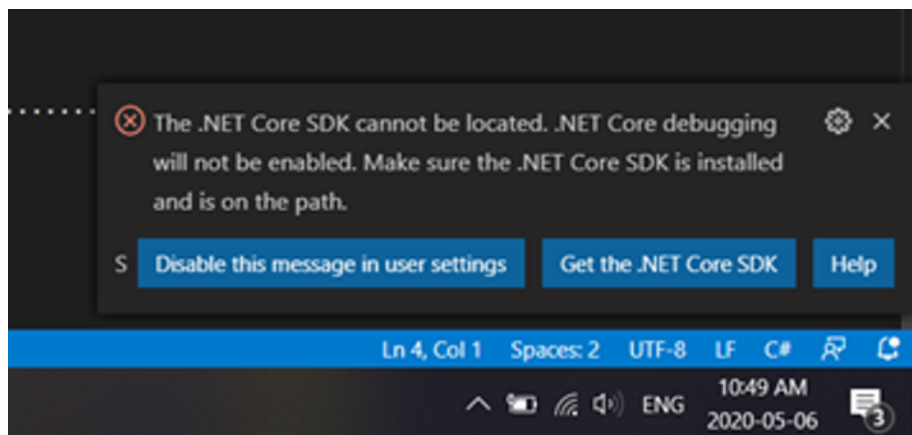 The .NET Core SDK cannot be located. .NET Core debugging
will not be enabled. Make sure the .NET Core SDK is installed
and is on the path.
S Disable this message in user settings Get the .NET Core SDK Help
Ln 4, Col 1 Spaces: 2 UTF-8 LF C#
ENG 10:49 AM
2020-05-06
3